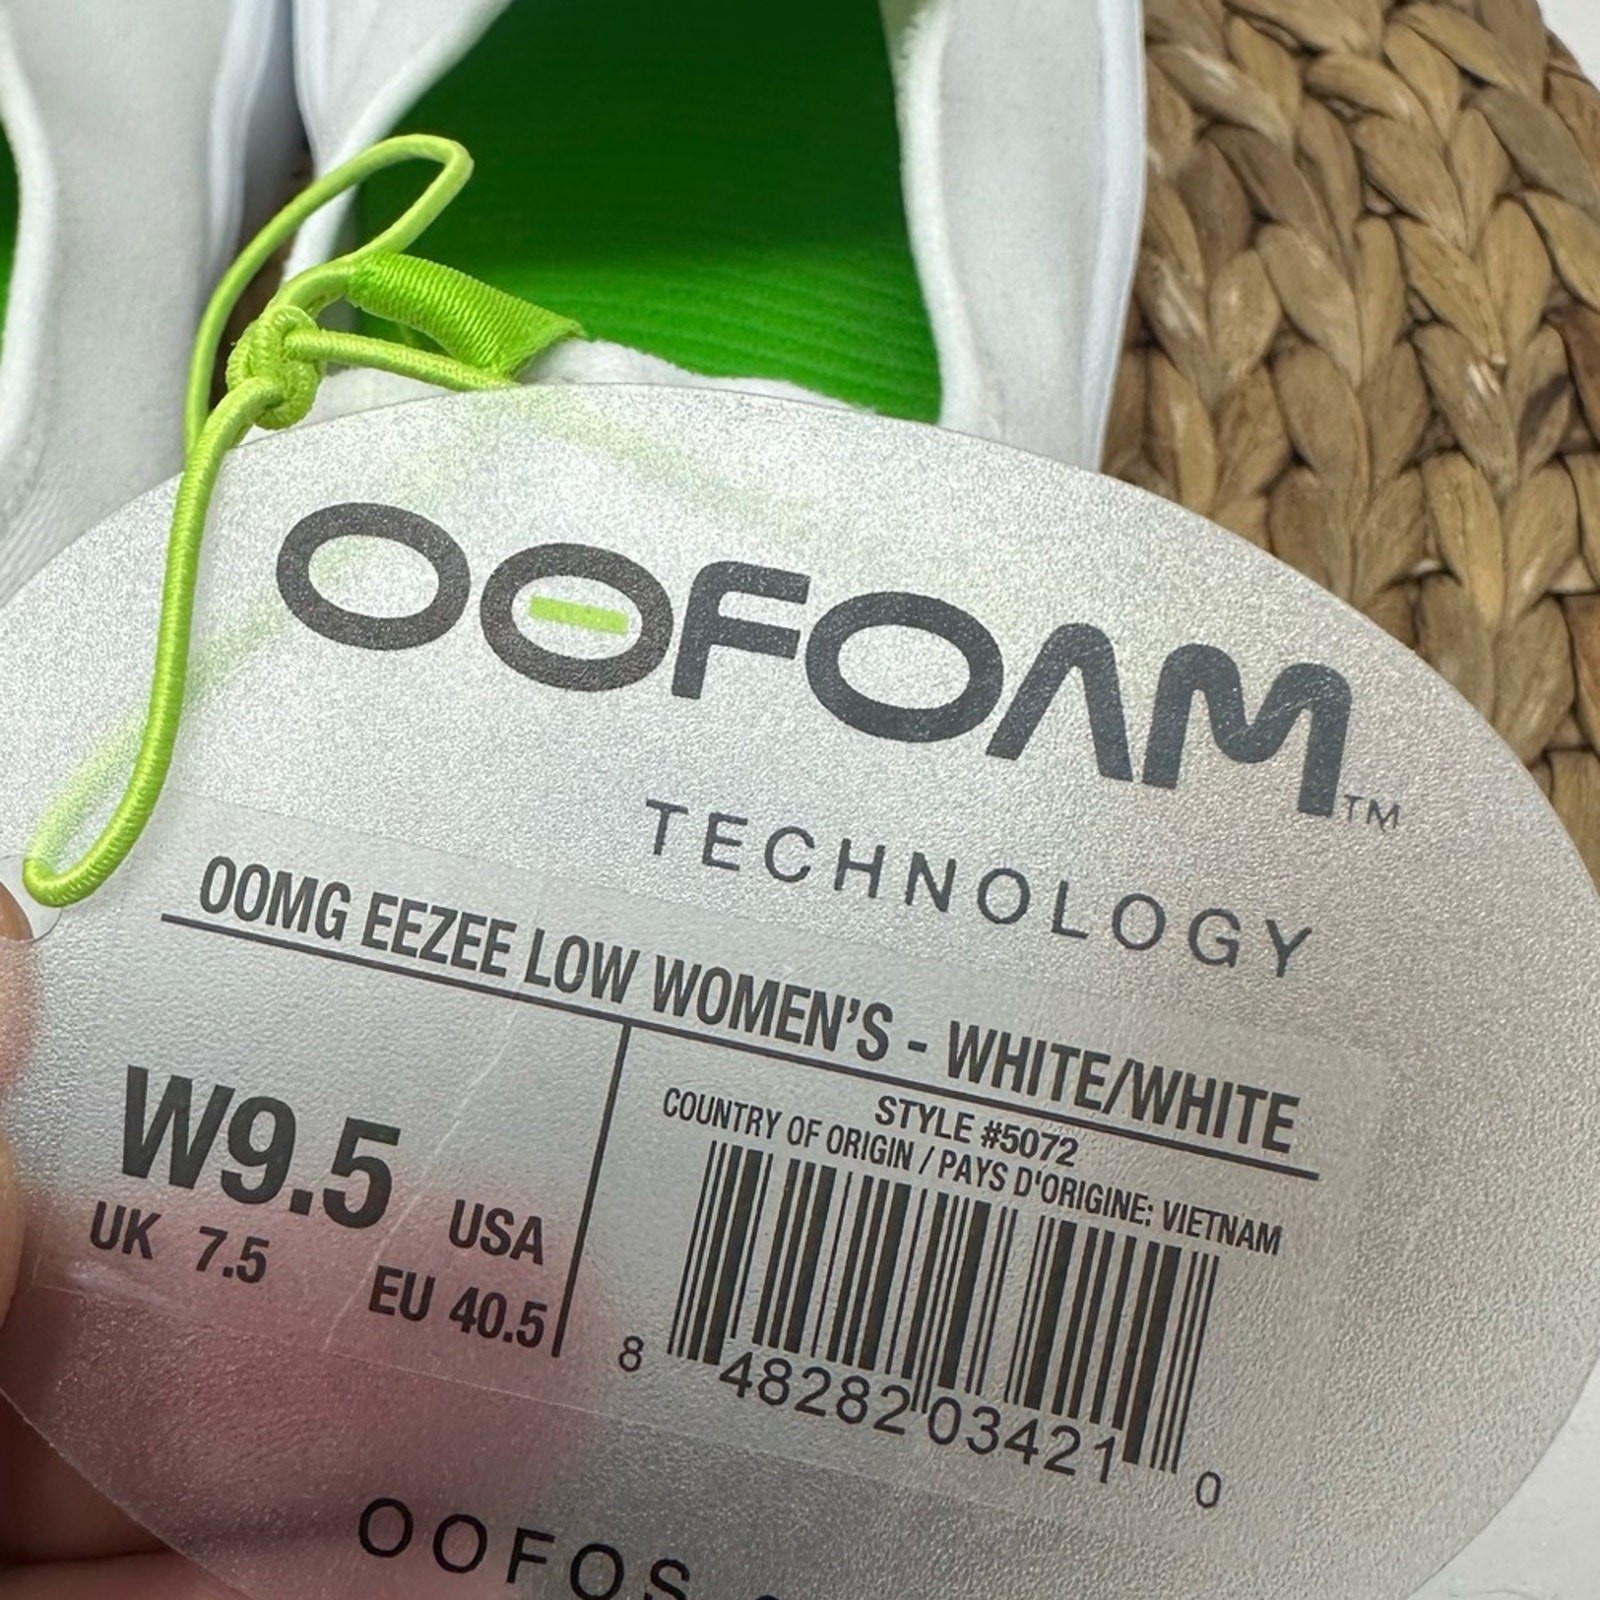 OOFOAM™
TECHNOLOGY
OOMG EEZEE LOW WOMEN'S - WHITE/WHITE
STYLE #5072
COUNTRY OF ORIGIN / PAYS D'ORIGINE: VIETNAM
W9.5 USA
UK 7.5 EU 40.5
8 48282 03421 0
OOFOS